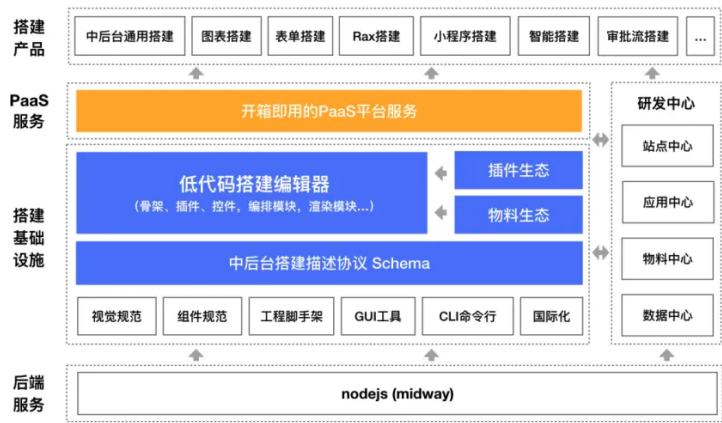 搭建
产品
中后台通用搭建
图表搭建
表单搭建
Rax搭建
小程序搭建
智能搭建
审批流搭建
...
PaaS
服务
开箱即用的PaaS平台服务
研发中心
站点中心
应用中心
物料中心
数据中心
搭建
基础
设施
低代码搭建编辑器
（骨架、插件、控件，编排模块，渲染模块...）
插件生态
物料生态
中后台搭建描述协议 Schema
视觉规范
组件规范
工程脚手架
GUI工具
CLI命令行
国际化
后端
服务
nodejs (midway)